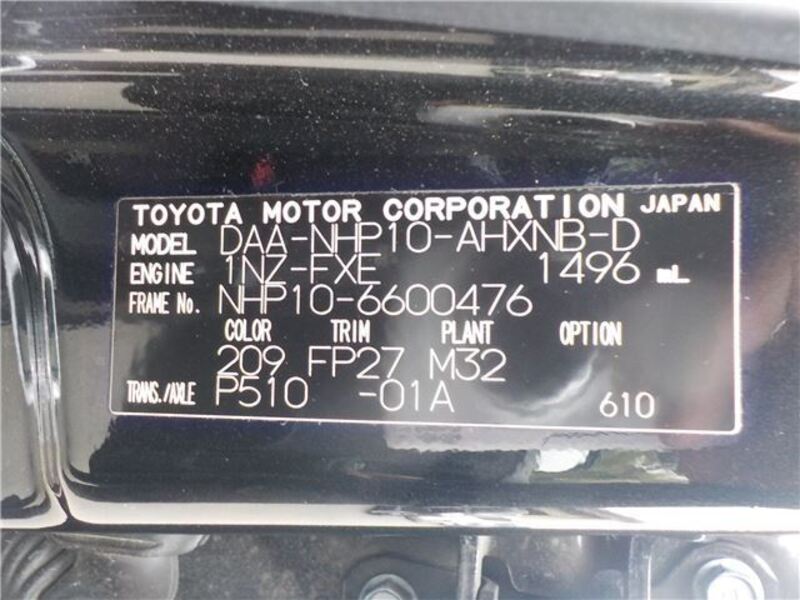 TOYOTA MOTOR CORPORATION JAPAN
MODEL DAA-NHP10-AHXNB-D
ENGINE 1NZ-FXE 1496 mL
FRAME No. NHP10-6600476
COLOR TRIM PLANT OPTION
209 FP27 M32
TRANS./AXLE P510 -01A 610